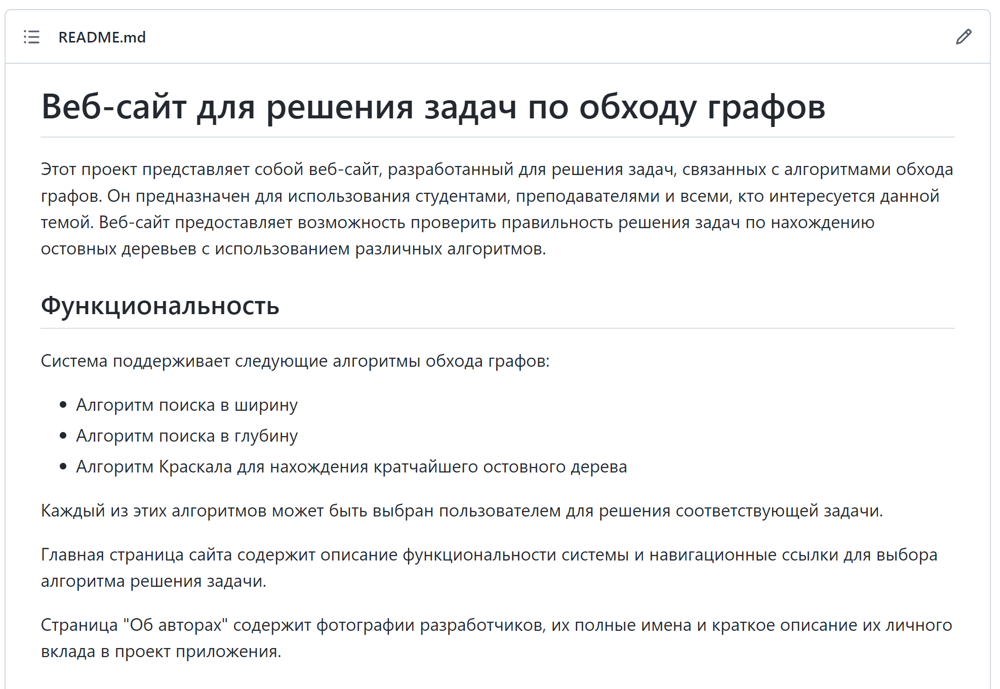 README.md
Веб-сайт для решения задач по обходу графов
Этот проект представляет собой веб-сайт, разработанный для решения задач, связанных с алгоритмами обхода
графов. Он предназначен для использования студентами, преподавателями и всеми, кто интересуется данной
темой. Веб-сайт предоставляет возможность проверить правильность решения задач по нахождению
остовных деревьев с использованием различных алгоритмов.
Функциональность
Система поддерживает следующие алгоритмы обхода графов:
• Алгоритм поиска в ширину
• Алгоритм поиска в глубину
• Алгоритм Краскала для нахождения кратчайшего остовного дерева
Каждый из этих алгоритмов может быть выбран пользователем для решения соответствующей задачи.
Главная страница сайта содержит описание функциональности системы и навигационные ссылки для выбора
алгоритма решения задачи.
Страница "Об авторах" содержит фотографии разработчиков, их полные имена и краткое описание их личного
вклада в проект приложения.